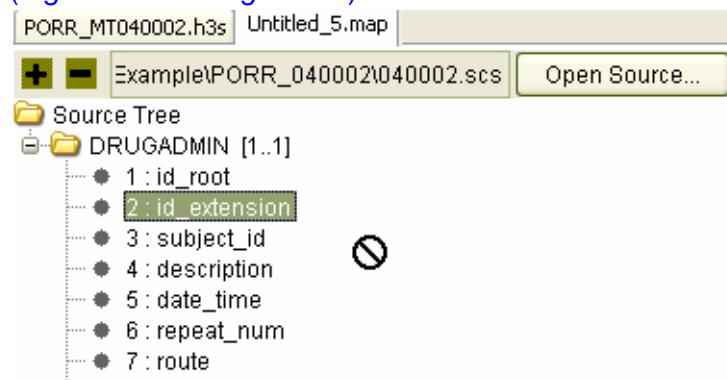 PORR_MT040002.h3s Untitled_5.map
Example\PORR_040002\040002.scs Open Source...
Source Tree
DRUGADMIN [1..1]
1 : id_root
2 : id_extension
3 : subject_id
4 : description
5 : date_time
6 : repeat_num
7 : route